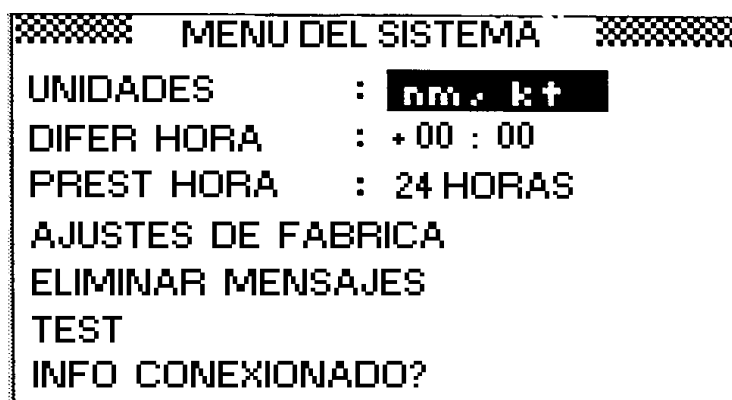 MENU DEL SISTEMA
UNIDADES : nm, kt
DIFER HORA : +00 : 00
PREST HORA : 24 HORAS
AJUSTES DE FABRICA
ELIMINAR MENSAJES
TEST
INFO CONEXIONADO?